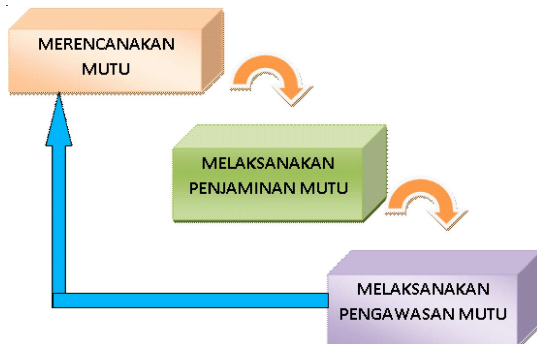 MERENCANAKAN
MUTU
MELAKSANAKAN
PENJAMINAN MUTU
MELAKSANAKAN
PENGAWASAN MUTU